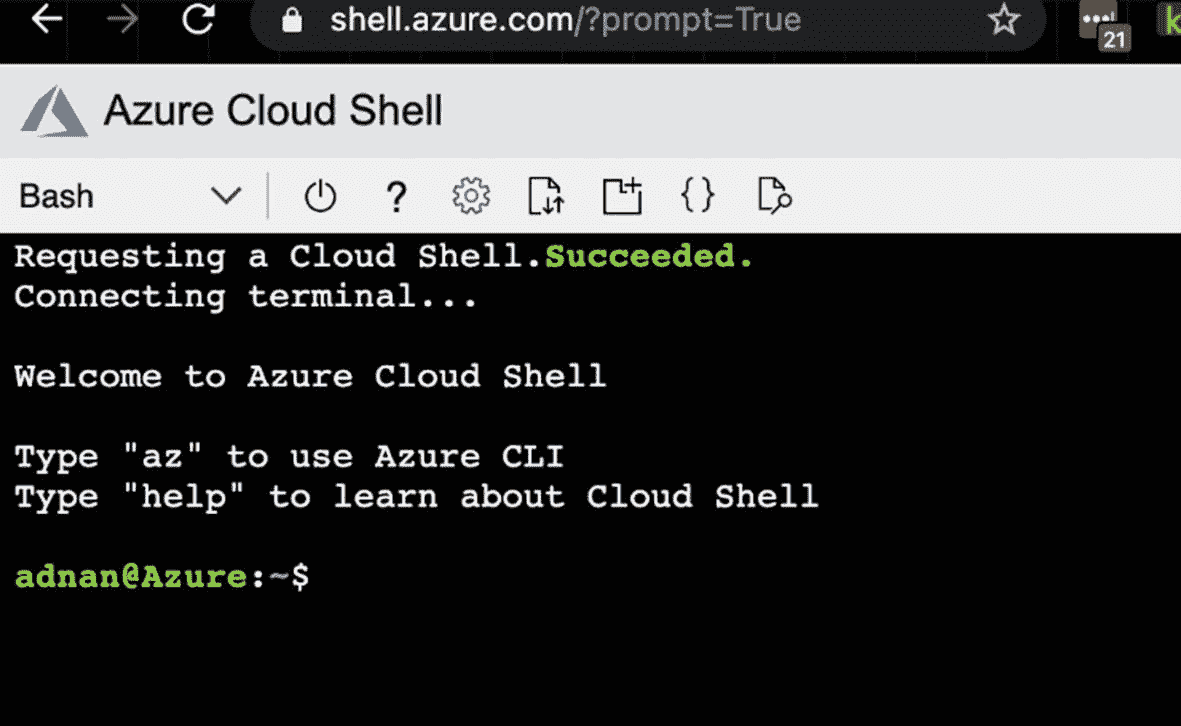 shell.azure.com/?prompt=True
21
Azure Cloud Shell
Bash
?
{}
Requesting a Cloud Shell.Succeeded.
Connecting terminal...
Welcome to Azure Cloud Shell
Type "az" to use Azure CLI
Type "help" to learn about Cloud Shell
adnan@Azure:~$